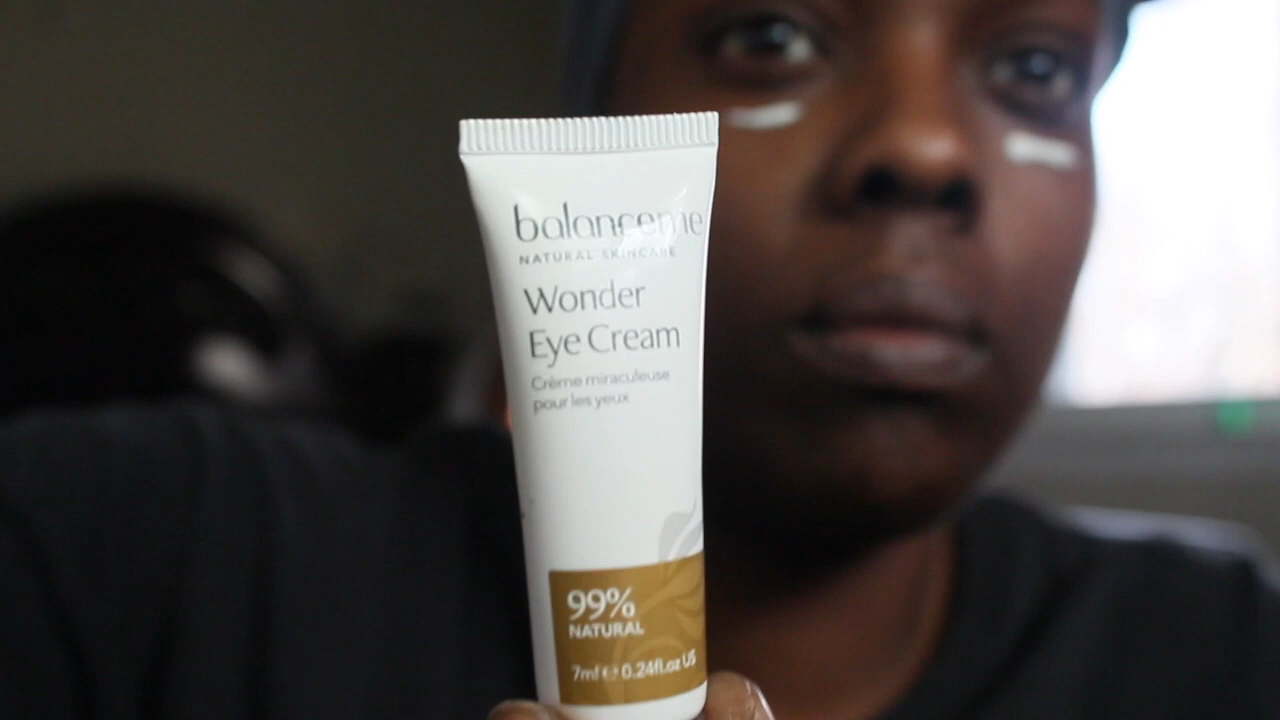 balanceme
NATURAL SKINCARE
Wonder
Eye Cream
Crème miraculeuse
pour les yeux
99%
NATURAL
7ml ℮ 0.24fl.oz US